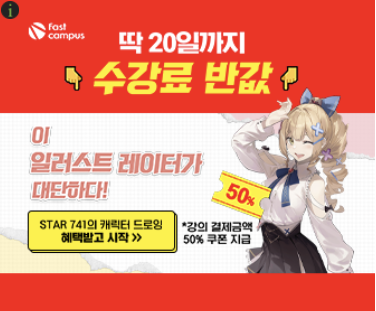 fast
campus
딱 20일까지
수강료 반값
이
일러스트 레이터가
대단하다!
50%
STAR 741의 캐릭터 드로잉
혜택받고 시작 >>
*강의 결제금액
50% 쿠폰 지급